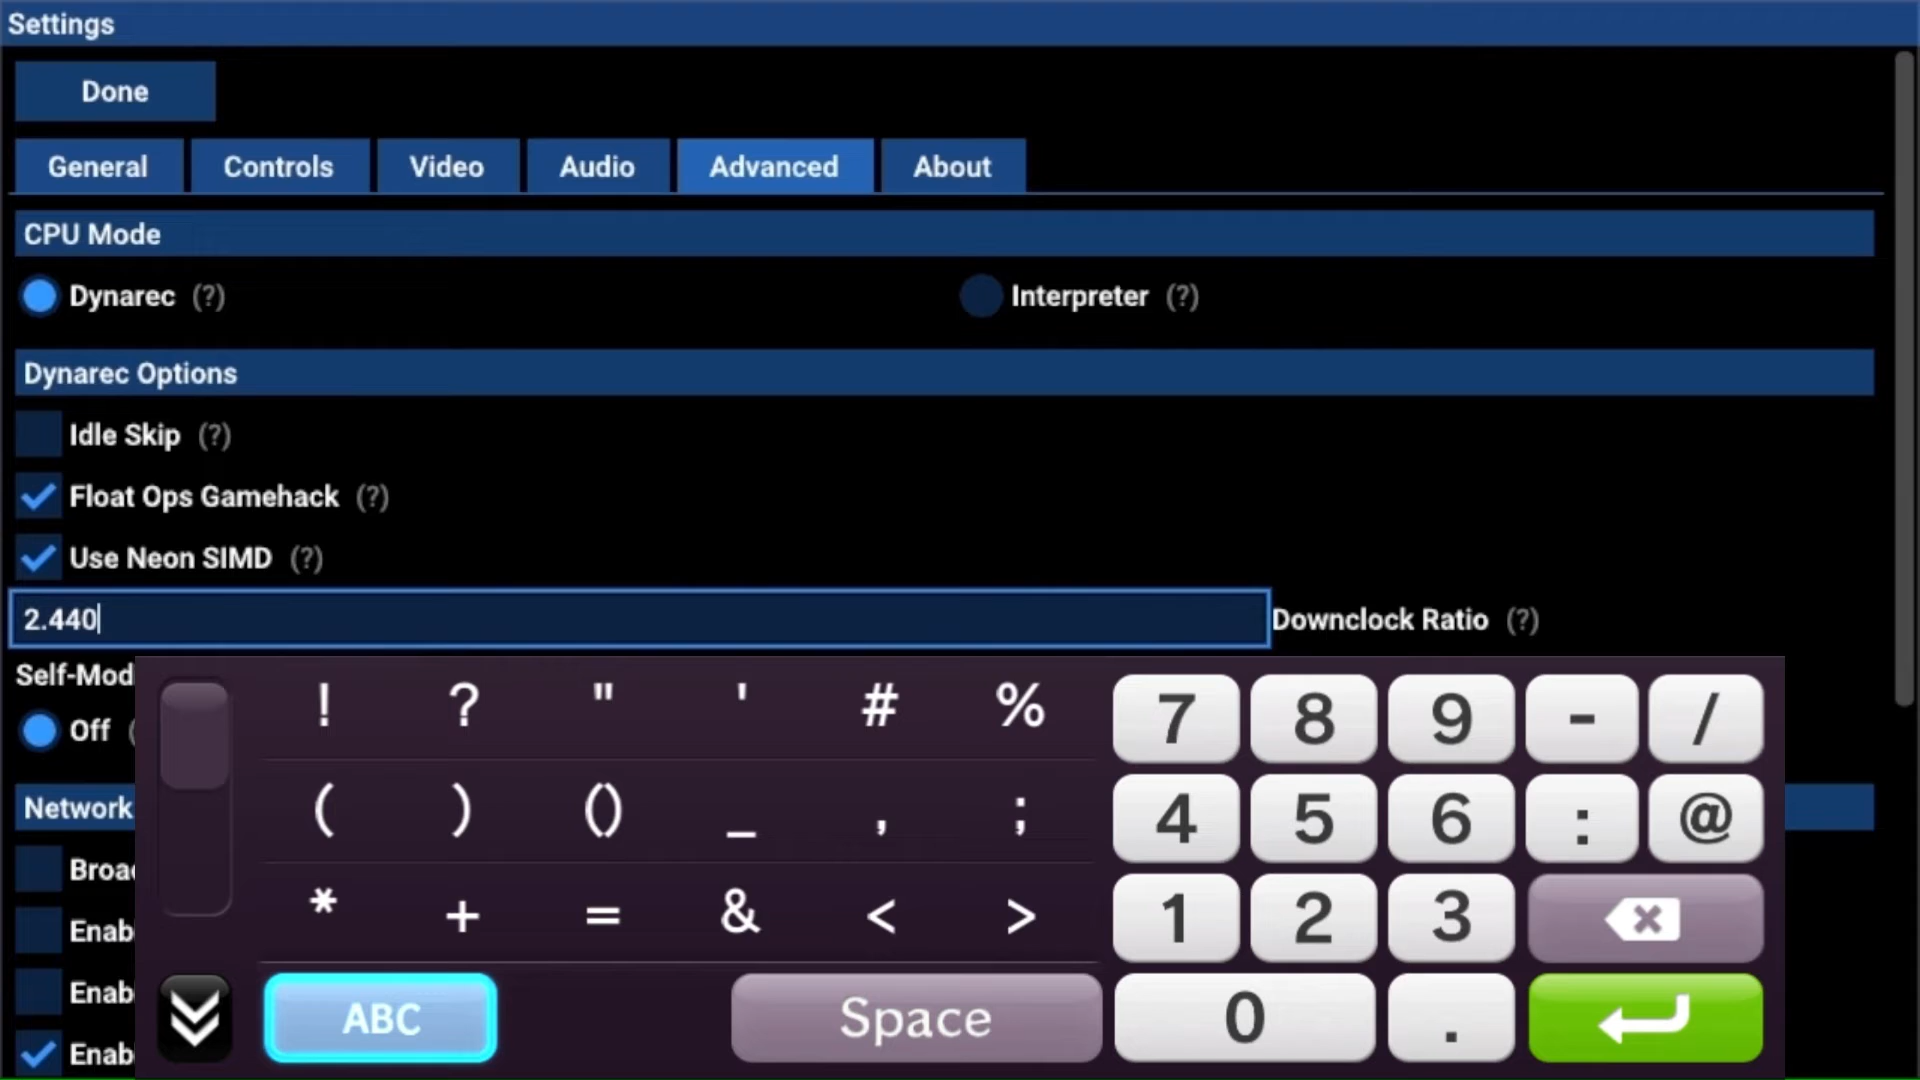 Settings
Done
General Controls Video Audio Advanced About
CPU Mode
Dynarec (?) Interpreter (?)
Dynarec Options
Idle Skip (?)
Float Ops Gamehack (?)
Use Neon SIMD (?)
2.440 Downclock Ratio (?)
Self-Mod
Off (
Network
Broad
Enab
Enab
Enab
! ? " ' # % 7 8 9 - /
( ) () _ , ; 4 5 6 : @
* + = & < > 1 2 3
ABC Space 0 .